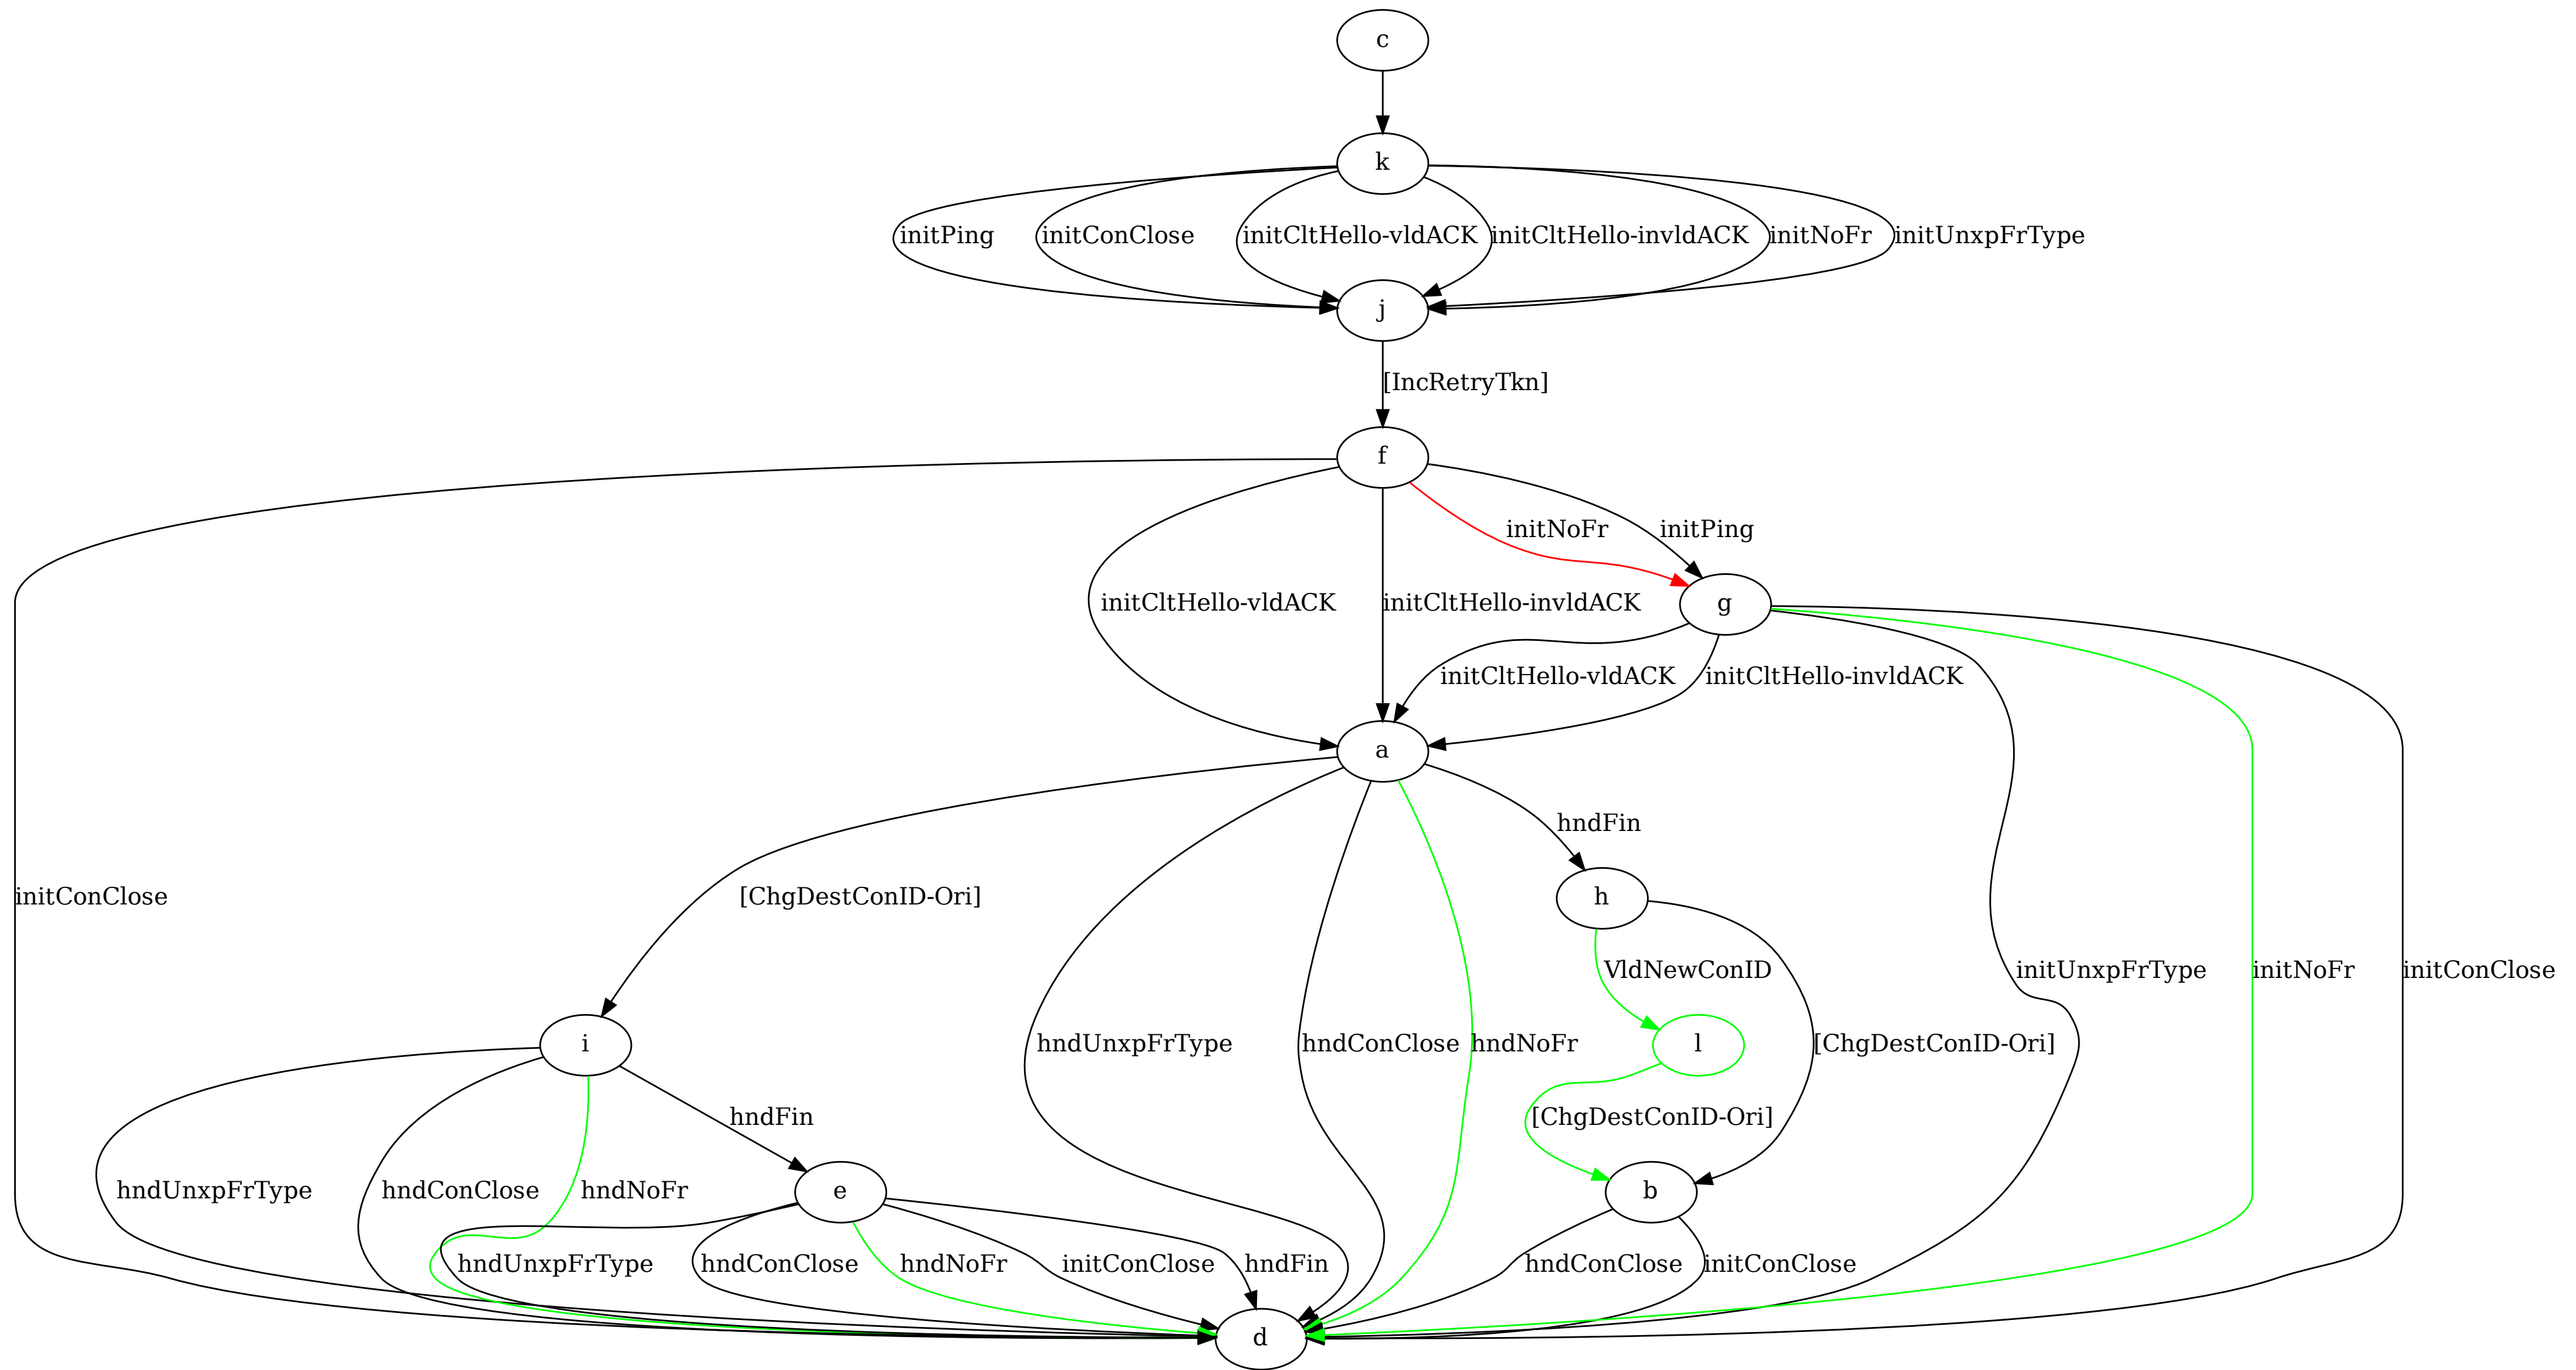 c
k
initPing
initConClose
initCltHello-vldACK
initCltHello-invldACK
initNoFr
initUnxpFrType
j
[IncRetryTkn]
f
initNoFr
initPing
initCltHello-vldACK
initCltHello-invldACK
g
initCltHello-vldACK
initCltHello-invldACK
a
hndFin
initConClose
[ChgDestConID-Ori]
h
VldNewConID
initUnxpFrType
initNoFr
initConClose
i
hndUnxpFrType
hndConClose
hndNoFr
l
[ChgDestConID-Ori]
hndFin
[ChgDestConID-Ori]
hndUnxpFrType
hndConClose
hndNoFr
e
b
hndUnxpFrType
hndConClose
hndNoFr
initConClose
hndFin
hndConClose
initConClose
d